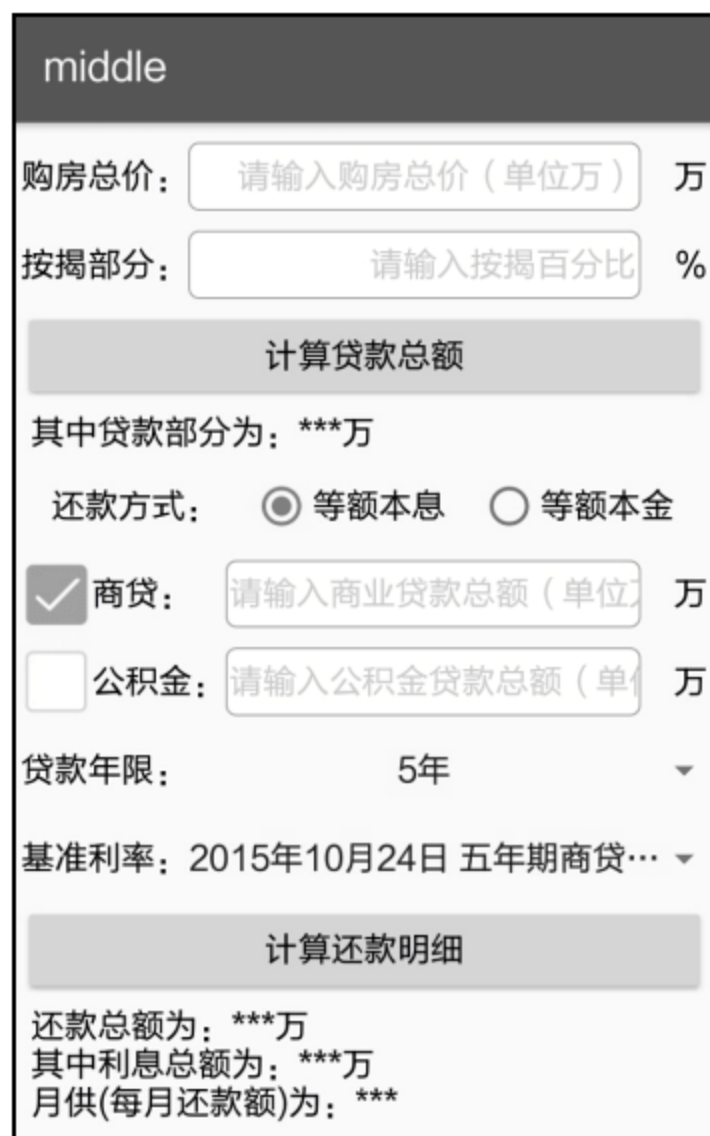 middle
购房总价： 请输入购房总价（单位万） 万
按揭部分： 请输入按揭百分比 %
计算贷款总额
其中贷款部分为：***万
还款方式： 等额本息 等额本金
商贷： 请输入商业贷款总额（单位 万
公积金： 请输入公积金贷款总额（单 万
贷款年限： 5年
基准利率： 2015年10月24日 五年期商贷…
计算还款明细
还款总额为：***万
其中利息总额为：***万
月供(每月还款额)为：***